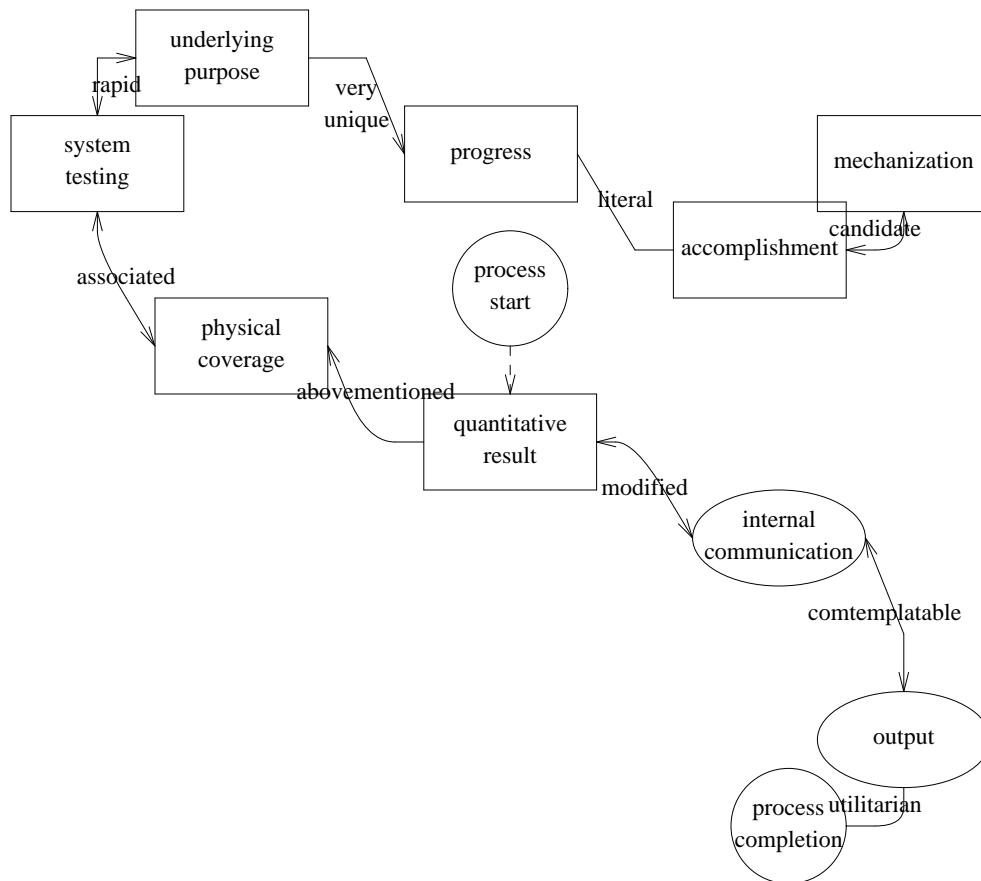 underlying
purpose
rapid
very
unique
system
testing
progress
mechanization
literal
candidate
accomplishment
process
start
associated
physical
coverage
abovementioned
quantitative
result
modified
internal
communication
comtemplatable
output
utilitarian
process
completion